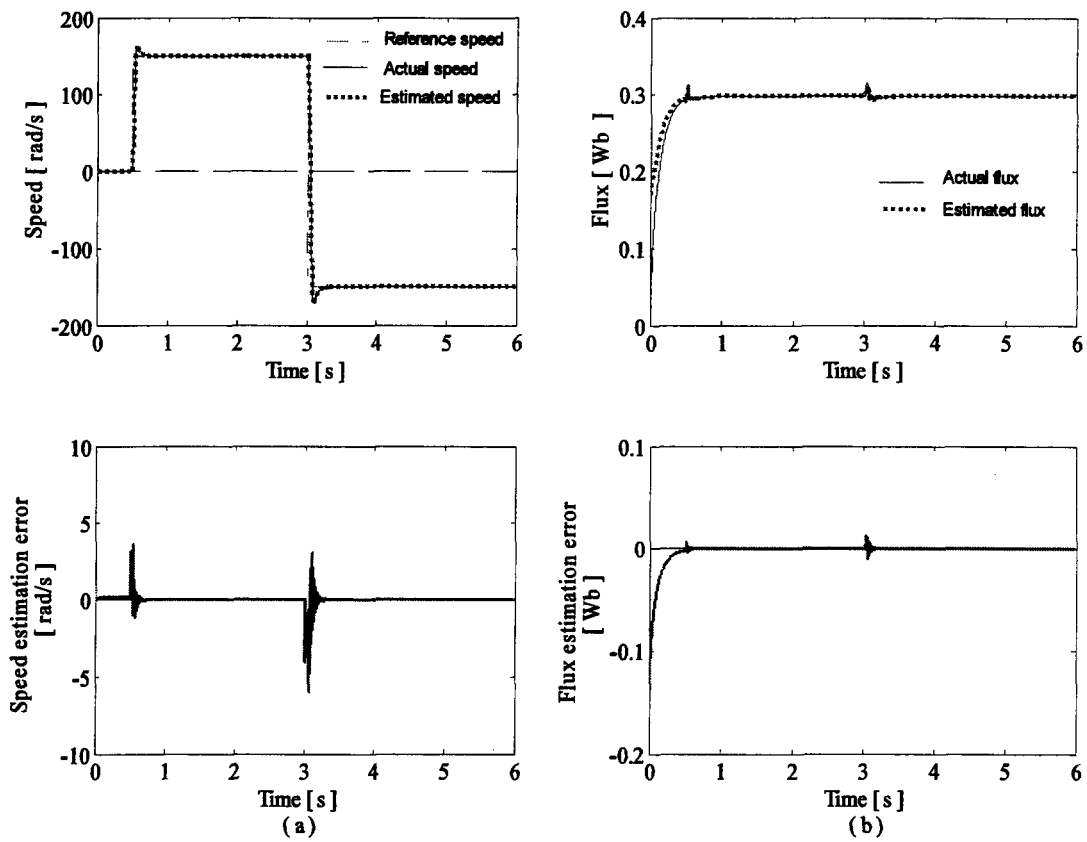 200
100
0
-100
-200
Speed [ rad/s ]
Reference speed
Actual speed
Estimated speed
0 1 2 3 4 5 6
Time [ s ]
0.4
0.3
0.2
0.1
0
Flux [ Wb ]
Actual flux
Estimated flux
0 1 2 3 4 5 6
Time [ s ]
10
5
0
-5
-10
Speed estimation error
[ rad/s ]
0 1 2 3 4 5 6
Time [ s ]
( a )
0.1
0
-0.1
-0.2
Flux estimation error
[ Wb ]
0 1 2 3 4 5 6
Time [ s ]
( b )